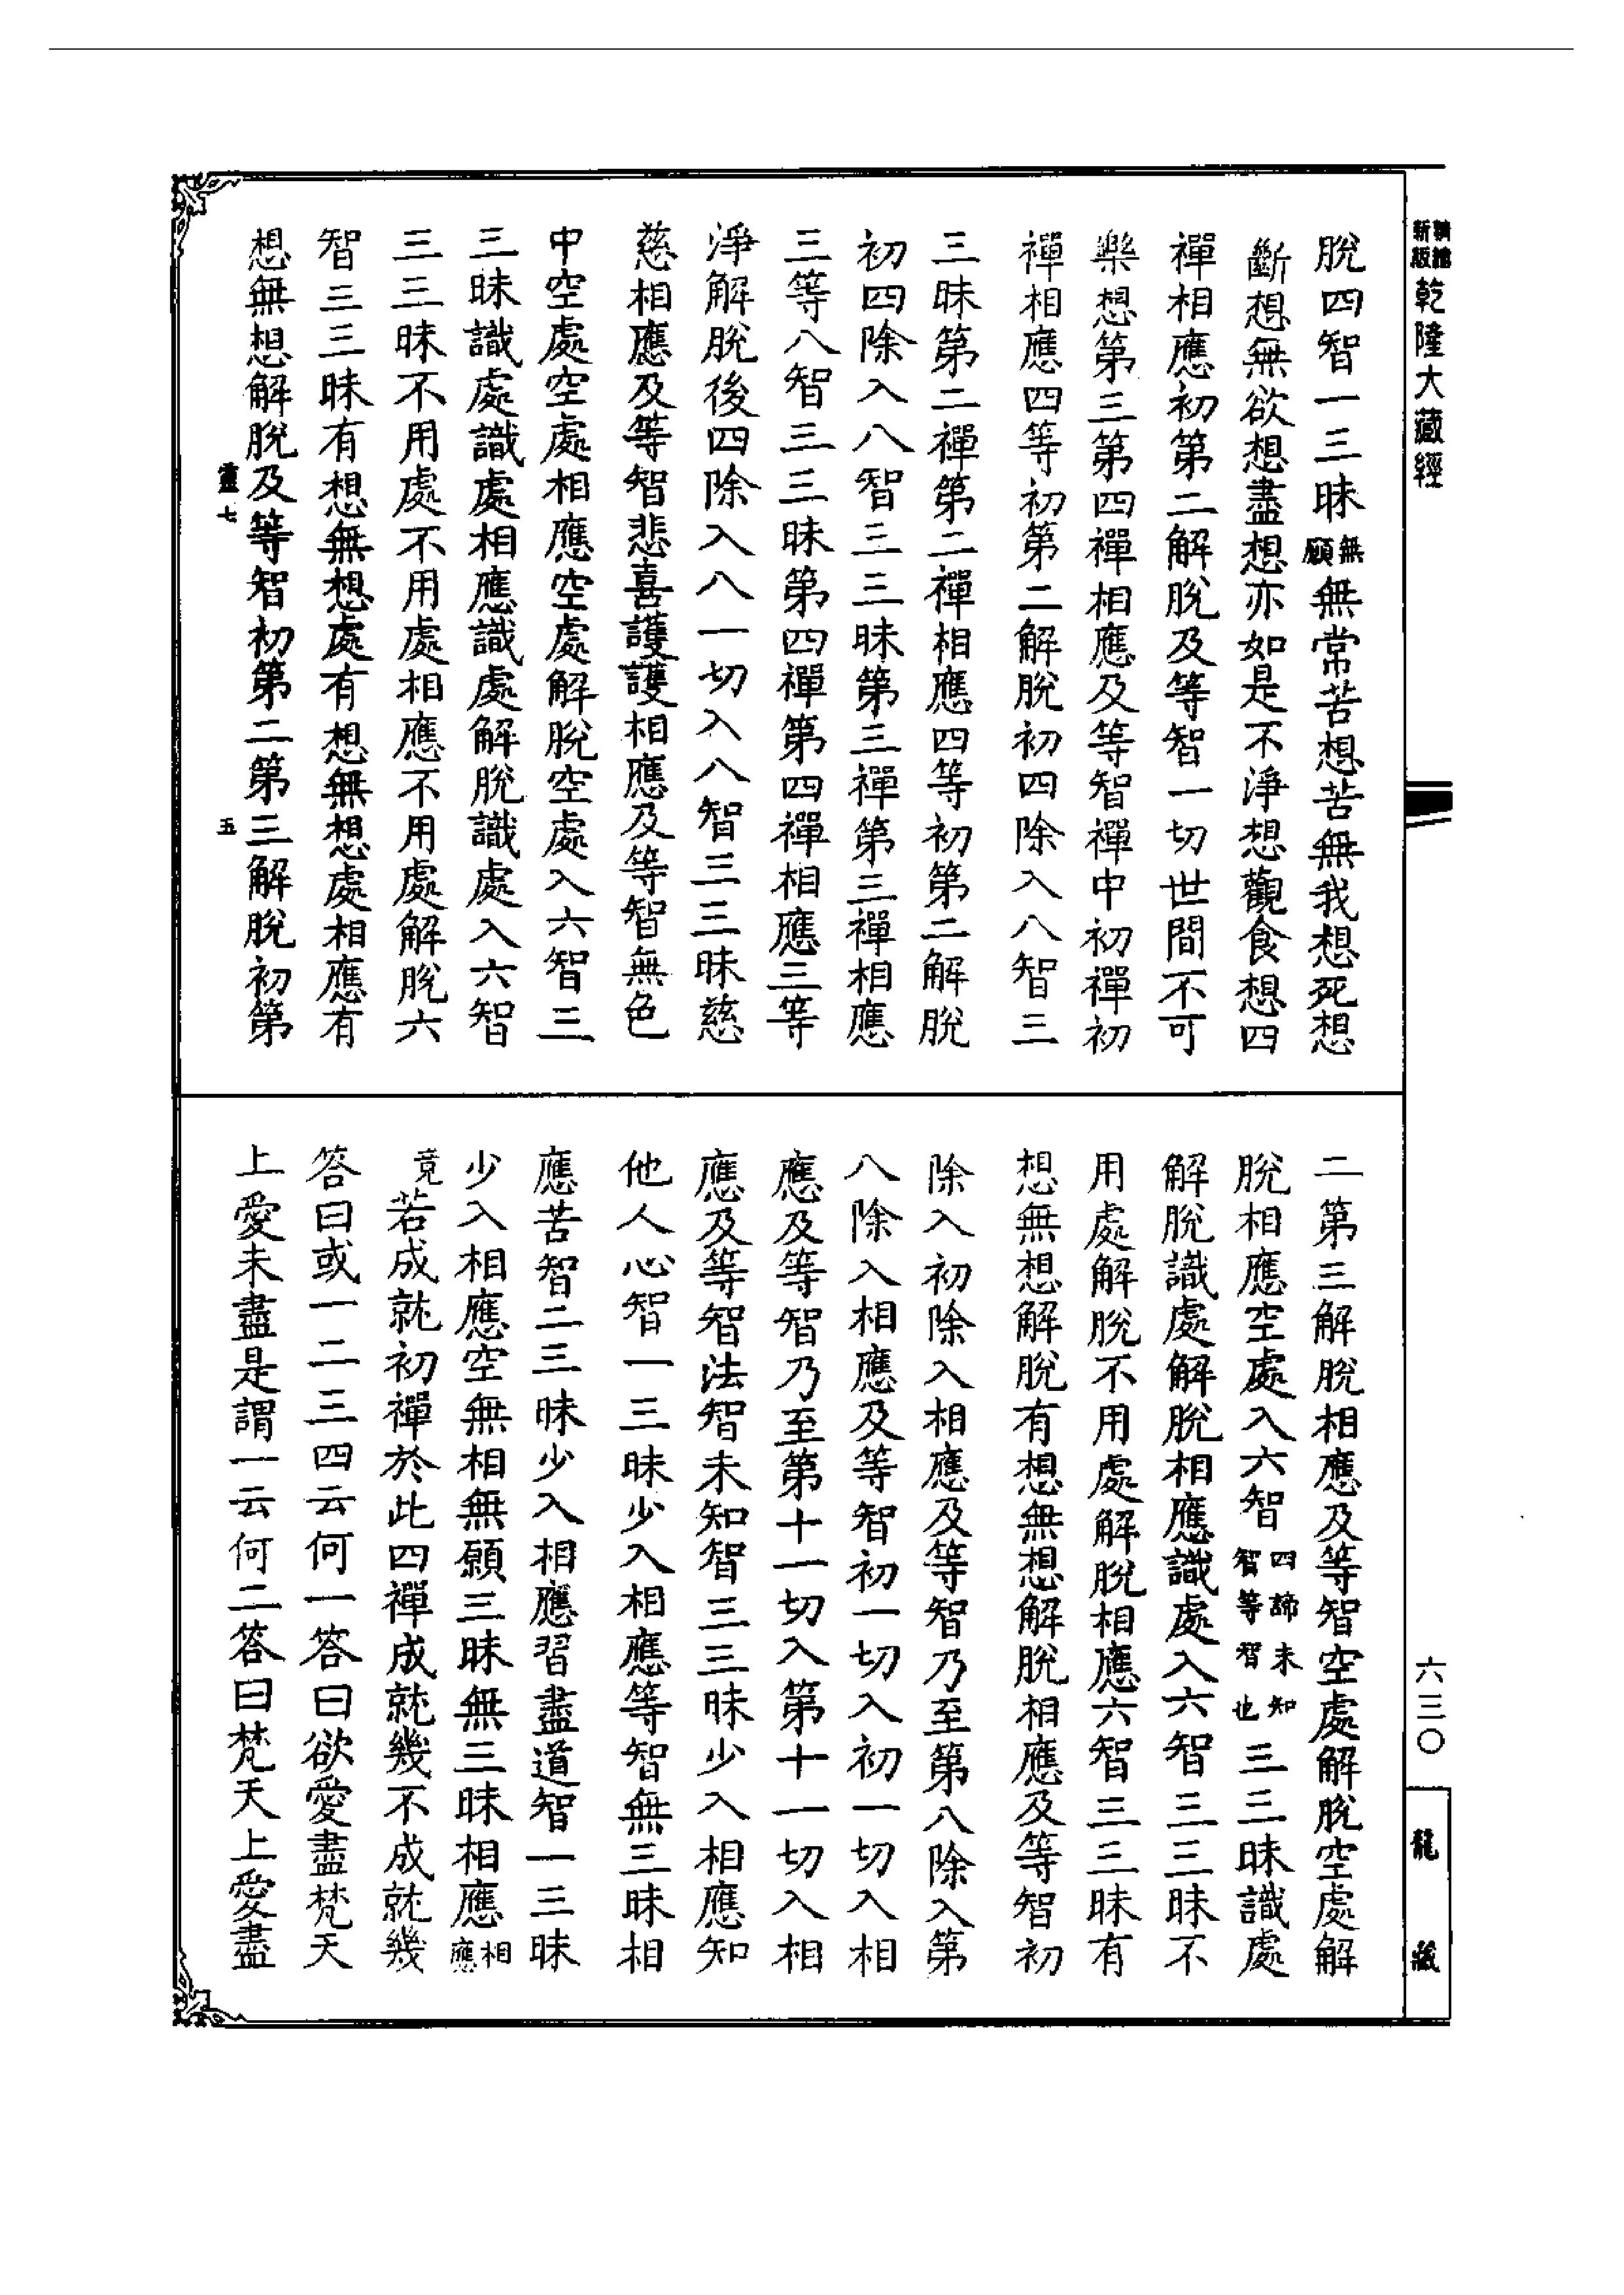 新版
乾隆大藏經
脫四智一三昧無願無常苦想苦無我想死想
斷想無欲想盡想亦如是不淨想觀食想四
禪相應初第二解脫及等智一切世間不可
樂想第三第四禪相應及等智禪中初禪初
禪相應四等初第二解脫初四除入八智三
三昧第二禪第二禪相應四等初第二解脫
初四除入八智三三昧第三禪第三禪相應
三等八智三三昧第四禪第四禪相應三等
淨解脫後四除入八一切入八智三三昧慈
慈相應及等智悲喜護護相應及等智無色
中空處空處相應空處解脫空處入六智三
三昧識處識處相應識處解脫識處入六智
三三昧不用處不用處相應不用處解脫六
智三三昧有想無想處有想無想處相應有
想無想解脫及等智初第二第三解脫初第
七 五
二第三解脫相應及等智空處解脫空處解
脫相應空處入六智四諦未知智等智也三三昧識處
解脫識處解脫相應識處入六智三三昧不
用處解脫不用處解脫相應六智三三昧有
想無想解脫有想無想解脫相應及等智初
除入初除入相應及等智乃至第八除入第
八除入相應及等智初一切入初一切入相
應及等智乃至第十一切入第十一切入相
應及等智法智未知智三三昧少入相應知
他人心智一三昧少入相應等智無三昧相
應苦智二三昧少入相應習盡道智一三昧
少入相應空無相無願三昧無三昧相應相應
竟若成就初禪於此四禪成就幾不成就幾
答曰或一二三四云何一答曰欲愛盡梵天
上愛未盡是謂一云何二答曰梵天上愛盡
六三〇
龍藏